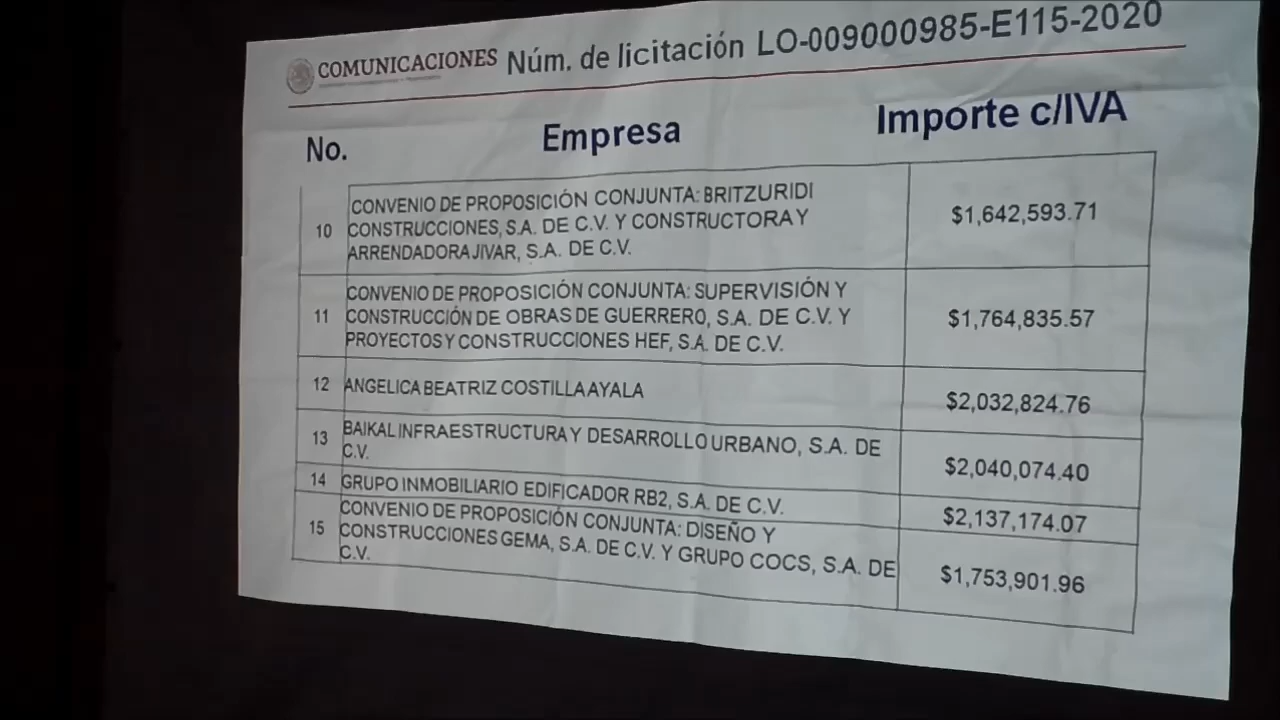 COMUNICACIONES
Núm. de licitación LO-009000985-E115-2020
No.
Empresa
Importe c/IVA
10
CONVENIO DE PROPOSICIÓN CONJUNTA: BRITZURIDI
CONSTRUCCIONES, S.A. DE C.V. Y CONSTRUCTORA Y
ARRENDADORA JIVAR, S.A. DE C.V.
$1,642,593.71
11
CONVENIO DE PROPOSICIÓN CONJUNTA: SUPERVISIÓN Y
CONSTRUCCIÓN DE OBRAS DE GUERRERO, S.A. DE C.V. Y
PROYECTOS Y CONSTRUCCIONES HEF, S.A. DE C.V.
$1,764,835.57
12
ANGELICA BEATRIZ COSTILLA AYALA
$2,032,824.76
13
BAIKAL INFRAESTRUCTURA Y DESARROLLO URBANO, S.A. DE
C.V.
$2,040,074.40
14
GRUPO INMOBILIARIO EDIFICADOR RB2, S.A. DE C.V.
$2,137,174.07
15
CONVENIO DE PROPOSICIÓN CONJUNTA: DISEÑO Y
CONSTRUCCIONES GEMA, S.A. DE C.V. Y GRUPO COCS, S.A. DE
C.V.
$1,753,901.96